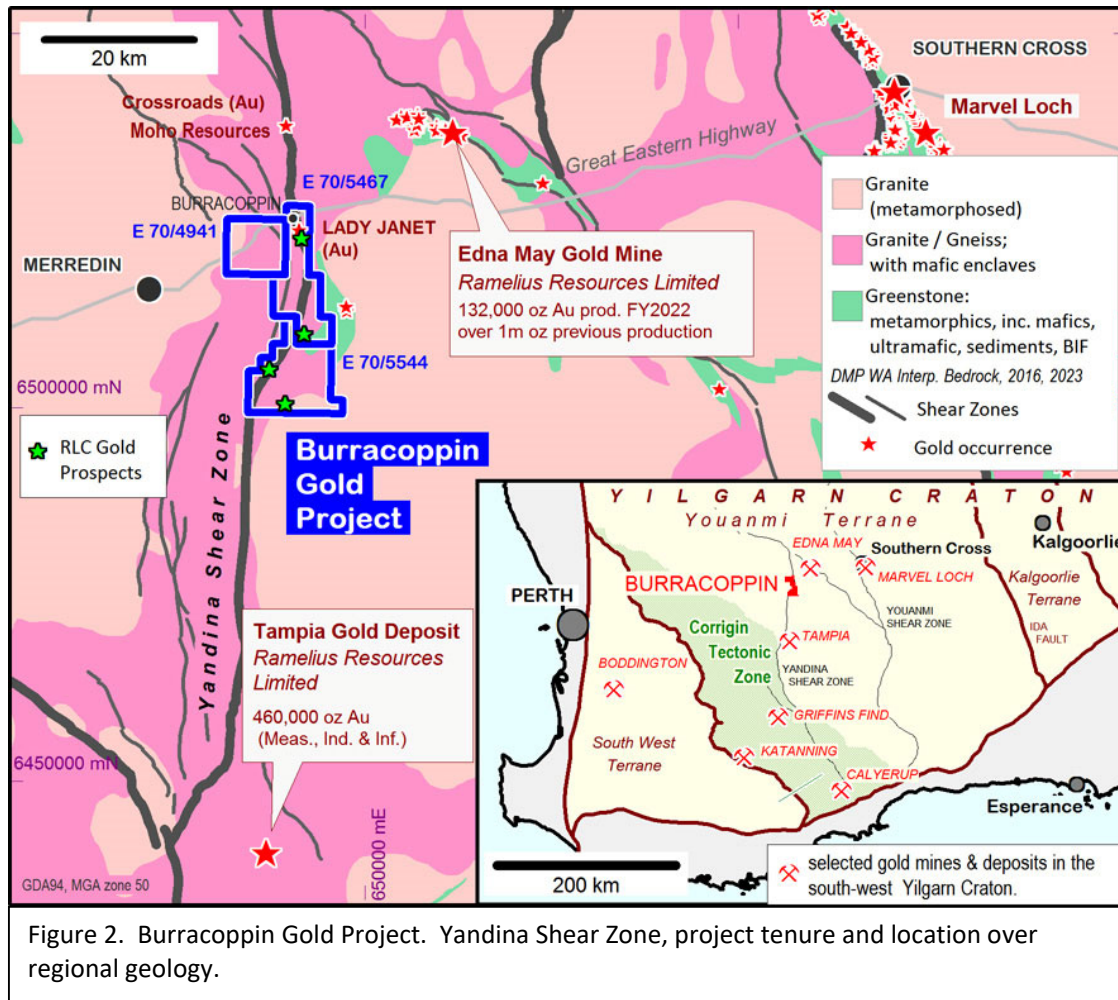 20 km
SOUTHERN CROSS
Marvel Loch
Crossroads (Au)
Moho Resources
Great Eastern Highway
E 70/5467
BURRACOPPIN
E 70/4941
LADY JANET
(Au)
MERREDIN
Edna May Gold Mine
Ramelius Resources Limited
132,000 oz Au prod. FY2022
over 1m oz previous production
E 70/5544
6500000 mN
Granite
(metamorphosed)
Granite / Gneiss;
with mafic enclaves
Greenstone:
metamorphics, inc. mafics,
ultramafic, sediments, BIF
DMP WA Interp. Bedrock, 2016, 2023
Shear Zones
Gold occurrence
RLC Gold
Prospects
Burracoppin
Gold
Project
Yandina Shear Zone
Tampia Gold Deposit
Ramelius Resources
Limited
460,000 oz Au
(Meas., Ind. & Inf.)
6450000 mN
650000 mE
GDA94, MGA zone 50
YILGARN CRATON
Youanmi Terrane
EDNA MAY
Southern Cross
Kalgoorlie
BURRACOPPIN
MARVEL LOCH
PERTH
Kalgoorlie
Terrane
YOUANMI
SHEAR ZONE
IDA
FAULT
Corrigin
Tectonic
Zone
TAMPIA
YANDINA
SHEAR ZONE
BODDINGTON
GRIFFINS FIND
South West
Terrane
KATANNING
CALYERUP
Esperance
200 km
selected gold mines & deposits in the
south-west Yilgarn Craton.
Figure 2. Burracoppin Gold Project. Yandina Shear Zone, project tenure and location over
regional geology.